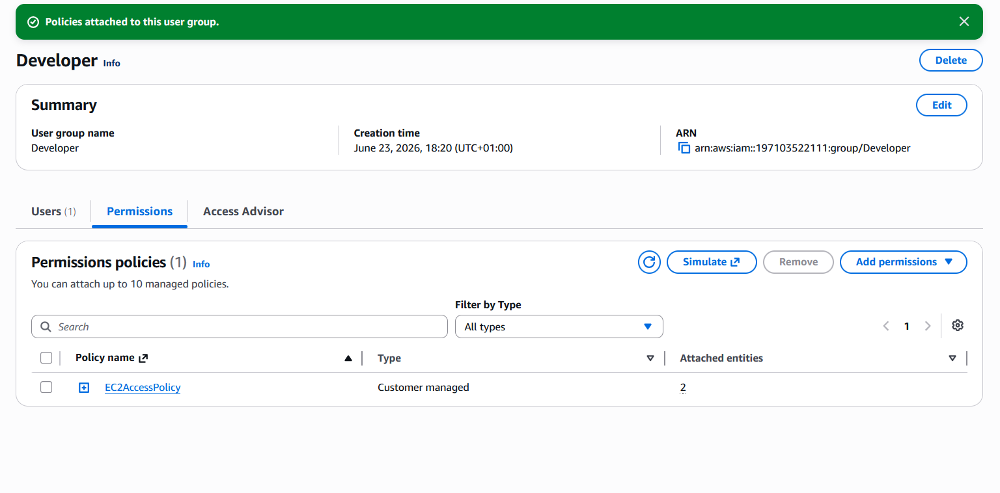 Policies attached to this user group.
Developer Info
Delete
Summary
Edit
User group name
Developer
Creation time
June 23, 2026, 18:20 (UTC+01:00)
ARN
arn:aws:iam::197103522111:group/Developer
Users (1)
Permissions
Access Advisor
Permissions policies (1) Info
You can attach up to 10 managed policies.
Simulate
Remove
Add permissions
Filter by Type
Search
All types
1
Policy name
Type
Attached entities
EC2AccessPolicy
Customer managed
2